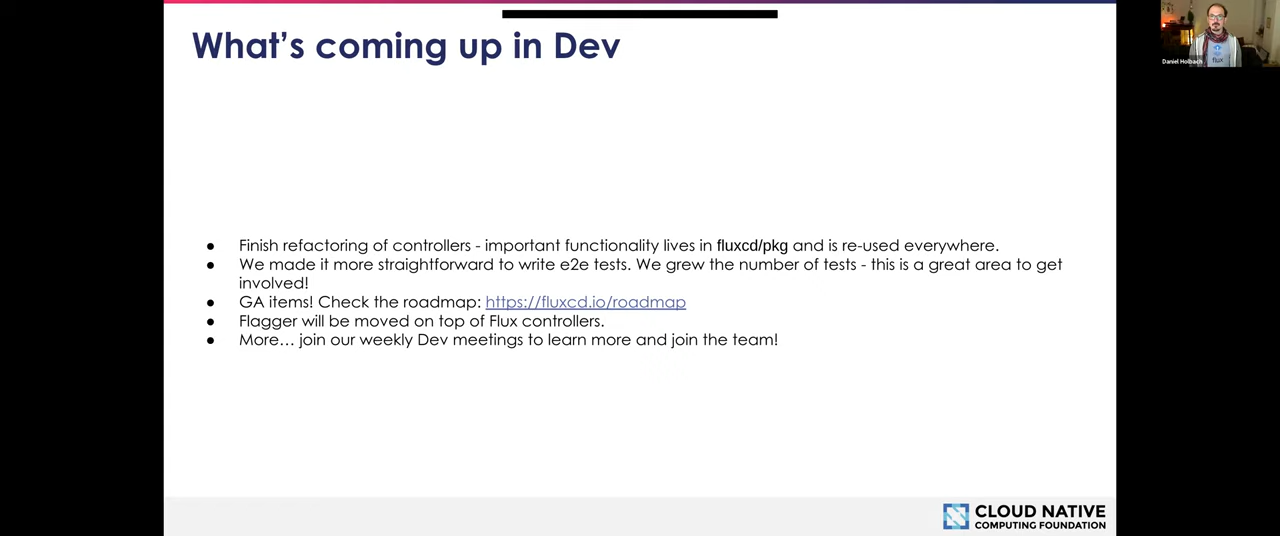 What's coming up in Dev
Daniel Holbach
flux
● Finish refactoring of controllers - important functionality lives in fluxcd/pkg and is re-used everywhere.
● We made it more straightforward to write e2e tests. We grew the number of tests - this is a great area to get
involved!
● GA items! Check the roadmap: https://fluxcd.io/roadmap
● Flagger will be moved on top of Flux controllers.
● More… join our weekly Dev meetings to learn more and join the team!
CLOUD NATIVE
COMPUTING FOUNDATION